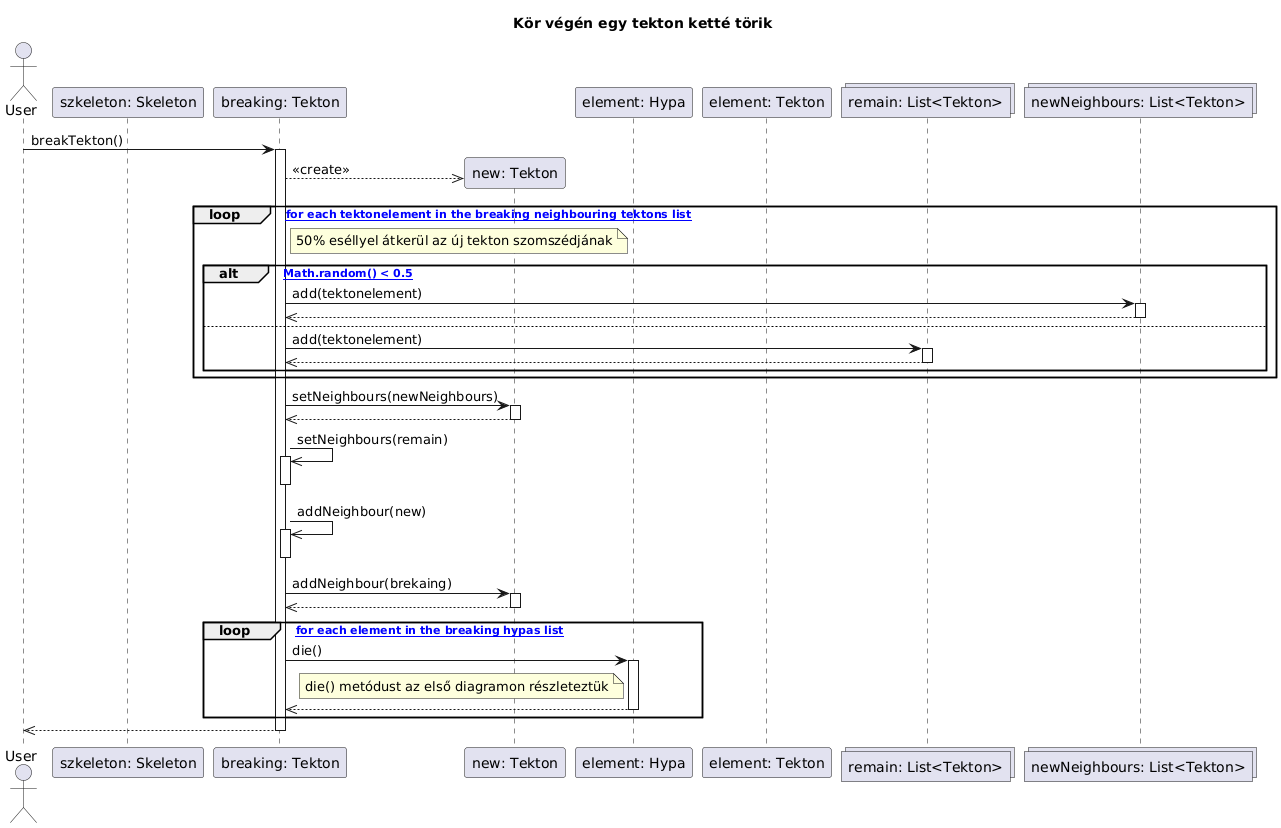 Kör végén egy tekton ketté törik
User
szkeleton: Skeleton
breaking: Tekton
element: Hypa
element: Tekton
remain: List<Tekton>
newNeighbours: List<Tekton>
breakTekton()
«create»
new: Tekton
loop
for each tektonelement in the breaking neighbouring tektons list
50% eséllyel átkerül az új tekton szomszédjának
alt
Math.random() < 0.5
add(tektonelement)
add(tektonelement)
setNeighbours(newNeighbours)
setNeighbours(remain)
addNeighbour(new)
addNeighbour(brekaing)
loop
for each element in the breaking hypas list
die()
die() metódust az első diagramon részleteztük
User
szkeleton: Skeleton
breaking: Tekton
new: Tekton
element: Hypa
element: Tekton
remain: List<Tekton>
newNeighbours: List<Tekton>